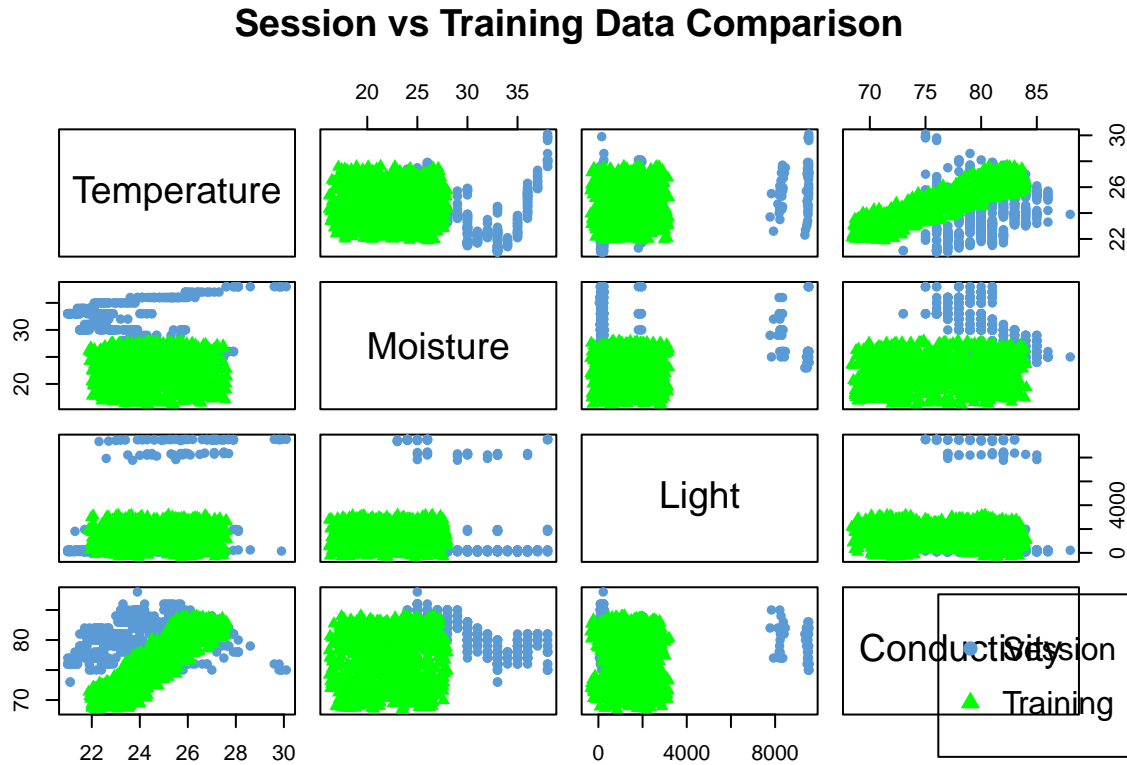 Session vs Training Data Comparison
20 25 30 35
70 75 80 85
Temperature
22 26 30
20 30
Moisture
Light
0 4000
70 80
Conductivity
Session
Training
22 24 26 28 30
0 4000 8000